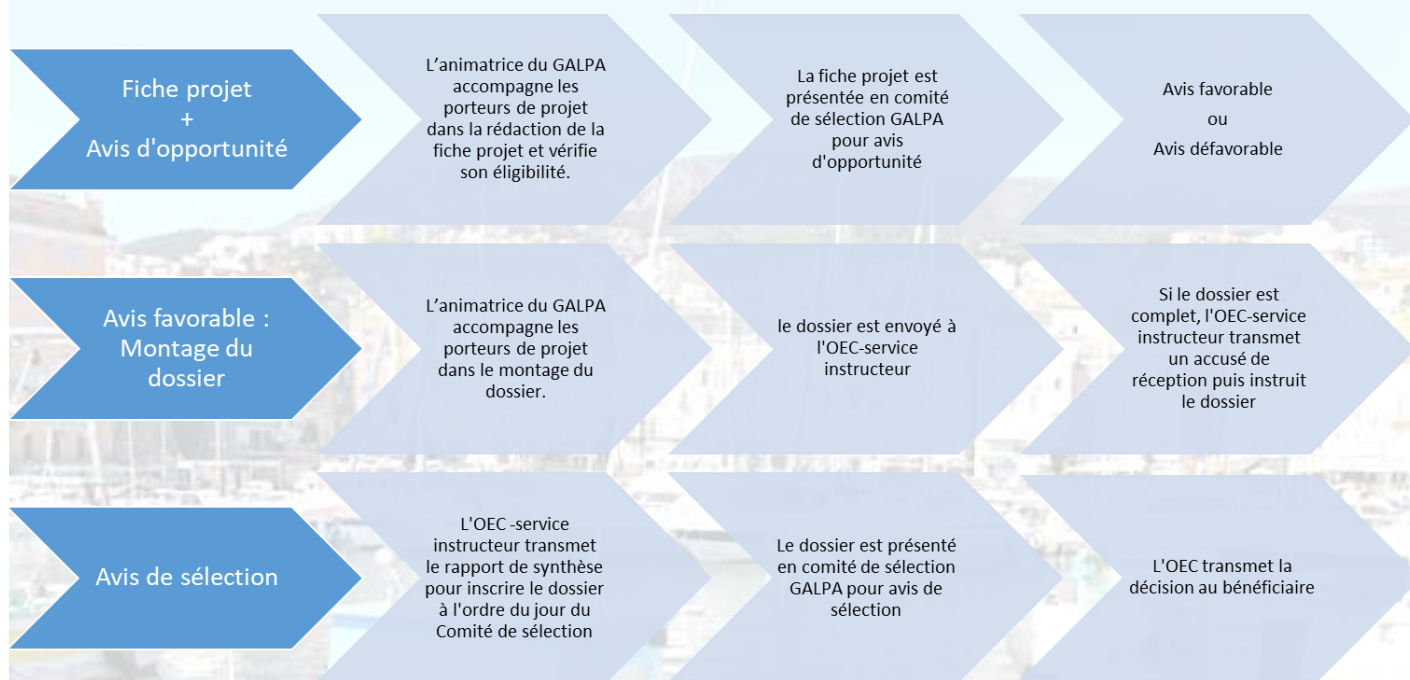 Fiche projet
+
Avis d'opportunité
L’animatrice du GALPA
accompagne les
porteurs de projet
dans la rédaction de la
fiche projet et vérifie
son éligibilité.
La fiche projet est
présentée en comité
de sélection GALPA
pour avis
d'opportunité
Avis favorable
ou
Avis défavorable
Avis favorable :
Montage du
dossier
L’animatrice du GALPA
accompagne les
porteurs de projet
dans le montage du
dossier.
le dossier est envoyé à
l'OEC-service
instructeur
Si le dossier est
complet, l'OEC-service
instructeur transmet
un accusé de
réception puis instruit
le dossier
Avis de sélection
L'OEC -service
instructeur transmet
le rapport de synthèse
pour inscrire le dossier
à l'ordre du jour du
Comité de sélection
Le dossier est présenté
en comité de sélection
GALPA pour avis de
sélection
L'OEC transmet la
décision au bénéficiaire